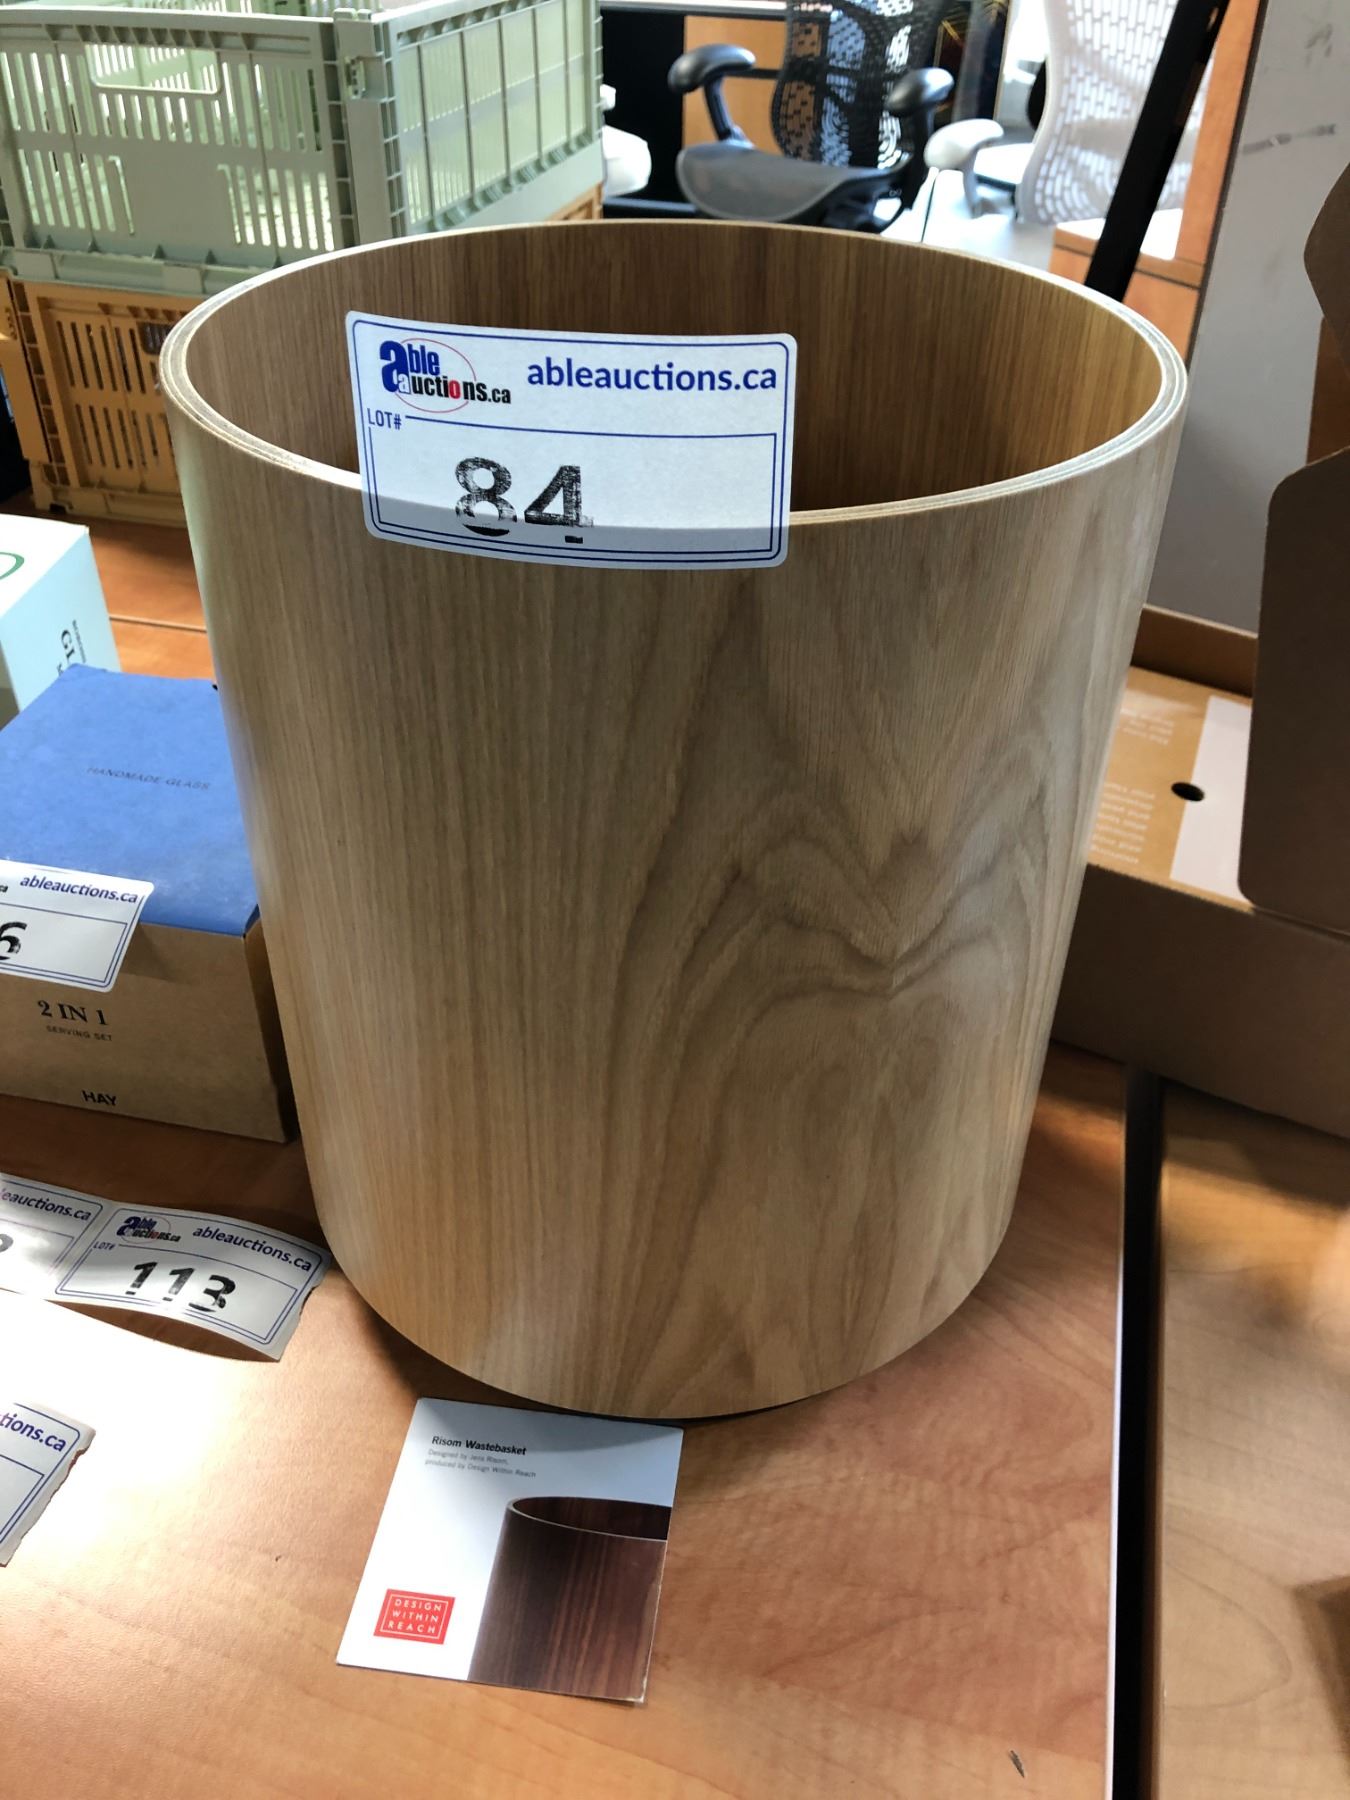 able
auctions.ca
ableauctions.ca
LOT#
84
HANDMADE GLASS
ableauctions.ca
6
2 IN 1
SERVING SET
HAY
eauctions.ca
able
auctions.ca
ableauctions.ca
LOT#
113
tions.ca
Risom Wastebasket
Designed by Jens Risom,
produced by Design Within Reach
DESIGN
WITHIN
REACH